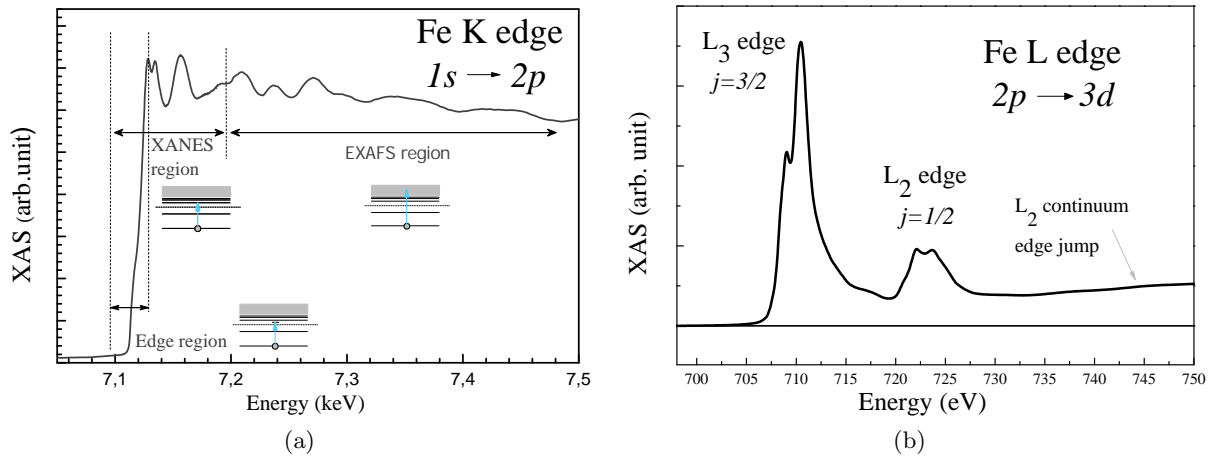 Fe K edge
1s → 2p
XANES
region
EXAFS region
Edge region
XAS (arb.unit)
7,1 7,2 7,3 7,4 7,5
Energy (keV)
(a)
L3 edge
j=3/2
Fe L edge
2p → 3d
L2 edge
j=1/2
L2 continuum
edge jump
XAS (arb. unit)
700 705 710 715 720 725 730 735 740 745 750
Energy (eV)
(b)